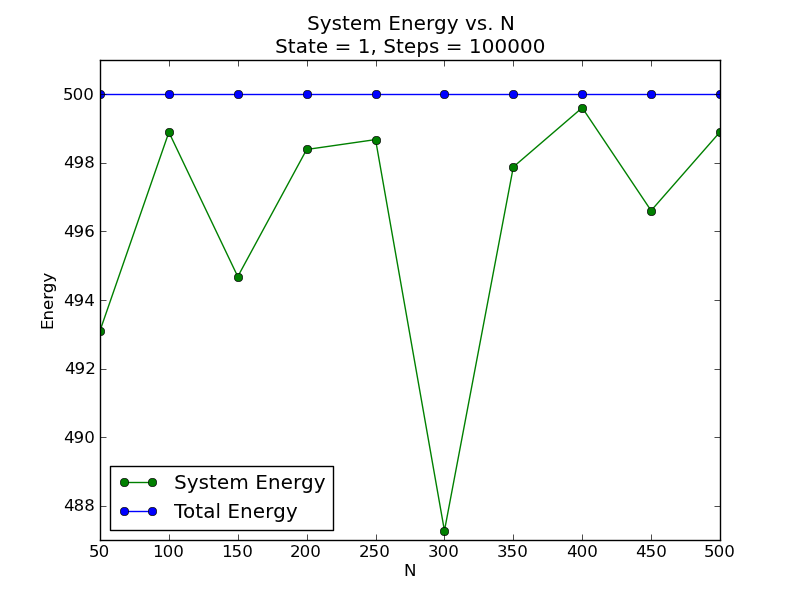 System Energy vs. N
State = 1, Steps = 100000
500
498
496
494
492
490
488
Energy
System Energy
Total Energy
50 100 150 200 250 300 350 400 450 500
N